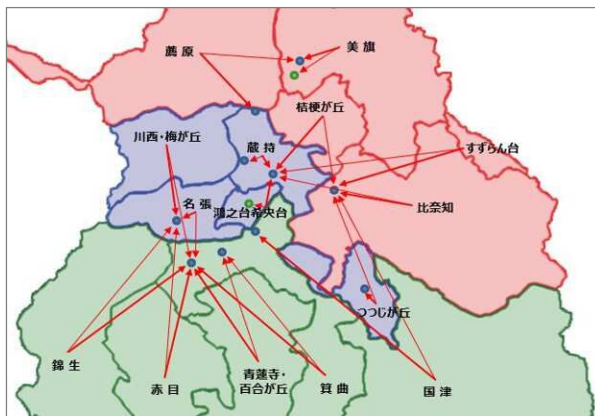 薦 原
美 旗
桔梗が丘
川西・梅が丘
蔵 持
すずらん台
名 張
鴻之台希央台
比奈知
つつじが丘
錦 生
赤 目
青蓮寺・
百合が丘
箕 曲
国 津